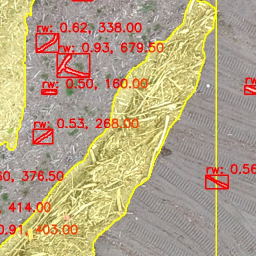 rw: 0.62, 338.00
rw: 0.93, 679.50
rw: 0.50, 160.00
rw: 0.53, 268.00
rw: 0.56
60, 376.50
, 414.00
0.91, 403.00
rw